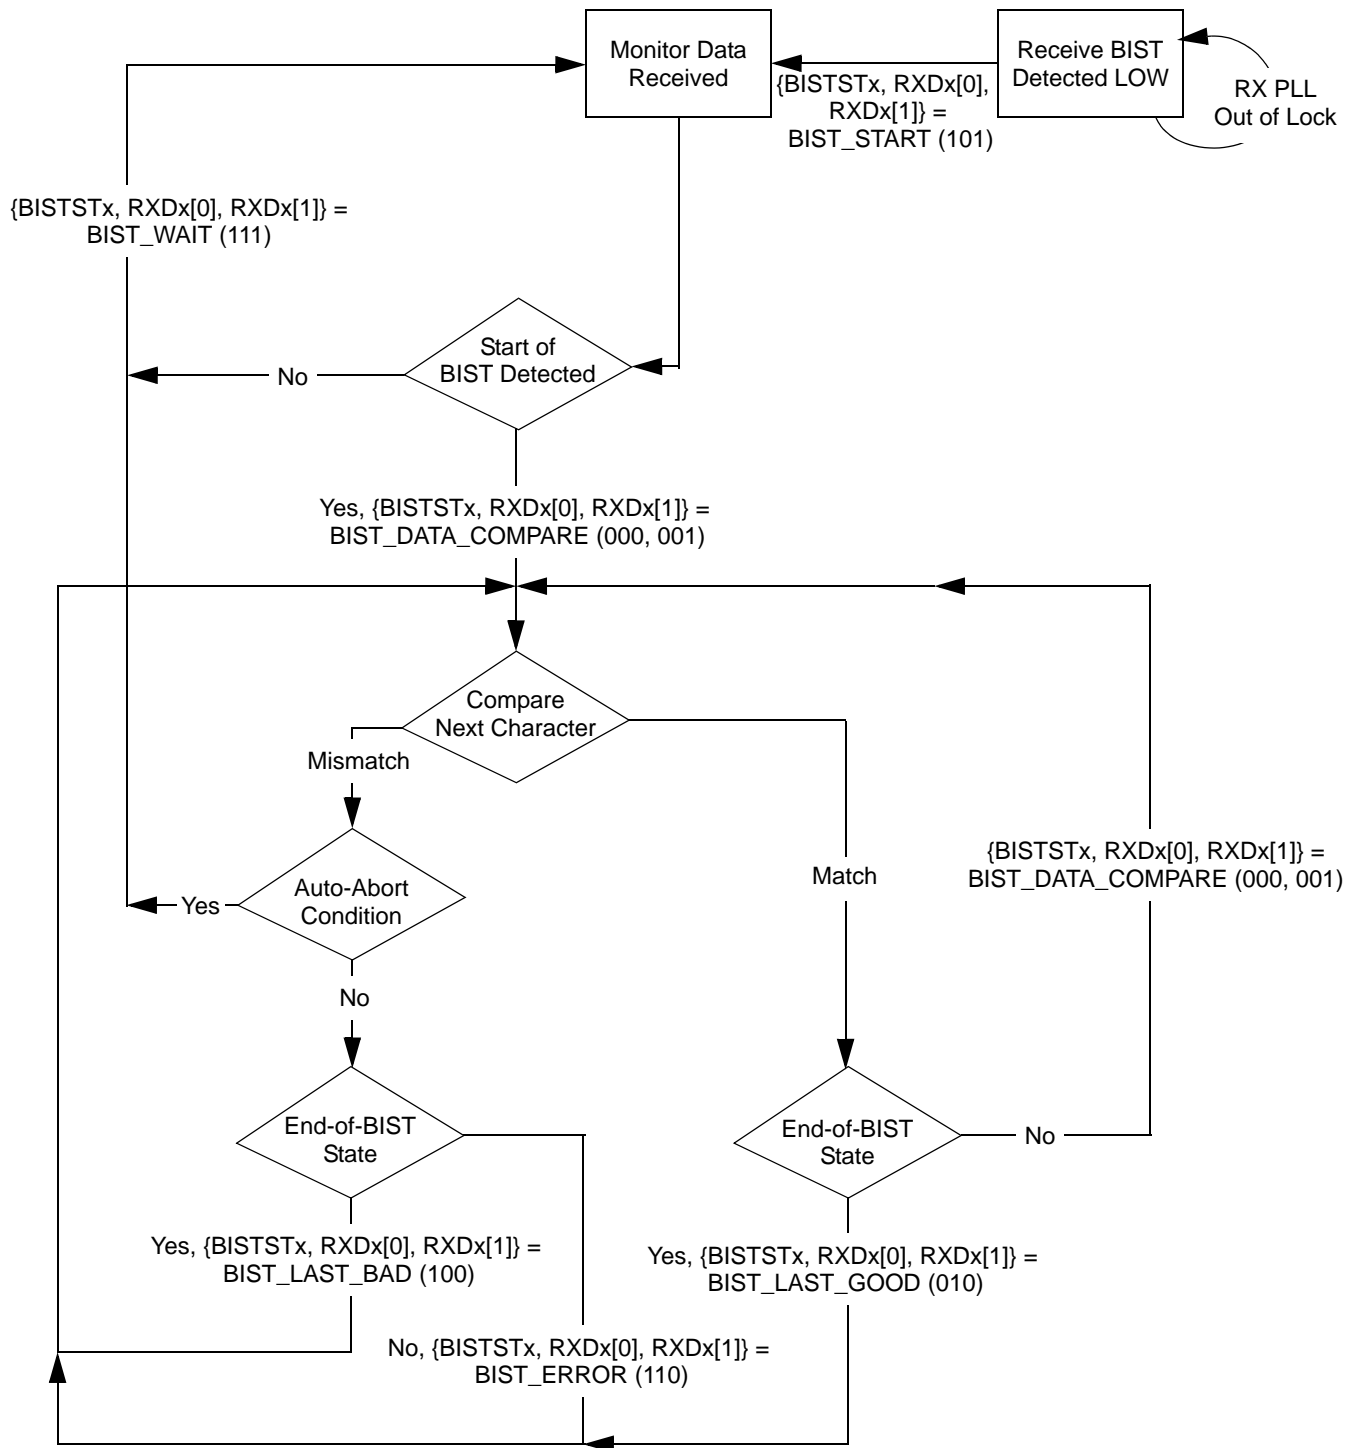 Monitor Data
Received
Receive BIST
Detected LOW
{BISTSTx, RXDx[0],
RXDx[1]} =
BIST_START (101)
RX PLL
Out of Lock
{BISTSTx, RXDx[0], RXDx[1]} =
BIST_WAIT (111)
Start of
BIST Detected
No
Yes, {BISTSTx, RXDx[0], RXDx[1]} =
BIST_DATA_COMPARE (000, 001)
Compare
Next Character
Mismatch
Match
{BISTSTx, RXDx[0], RXDx[1]} =
BIST_DATA_COMPARE (000, 001)
Auto-Abort
Condition
Yes
No
End-of-BIST
State
End-of-BIST
State
No
Yes, {BISTSTx, RXDx[0], RXDx[1]} =
BIST_LAST_BAD (100)
Yes, {BISTSTx, RXDx[0], RXDx[1]} =
BIST_LAST_GOOD (010)
No, {BISTSTx, RXDx[0], RXDx[1]} =
BIST_ERROR (110)